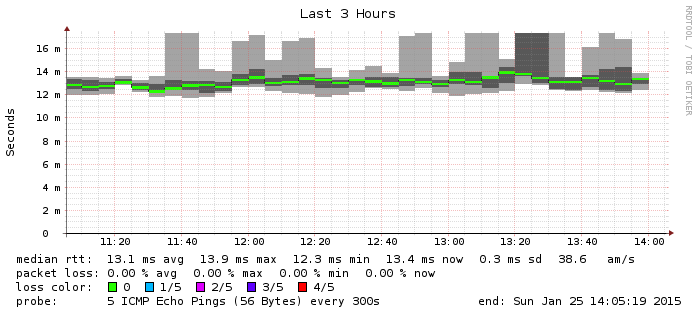 Last 3 Hours
RRDTOOL / TOBI OETIKER
Seconds
16 m
14 m
12 m
10 m
8 m
6 m
4 m
2 m
0
11:20 11:40 12:00 12:20 12:40 13:00 13:20 13:40 14:00
median rtt: 13.1 ms avg 13.9 ms max 12.3 ms min 13.4 ms now 0.3 ms sd 38.6 am/s
packet loss: 0.00 % avg 0.00 % max 0.00 % min 0.00 % now
loss color: 0 1/5 2/5 3/5 4/5
probe: 5 ICMP Echo Pings (56 Bytes) every 300s end: Sun Jan 25 14:05:19 2015